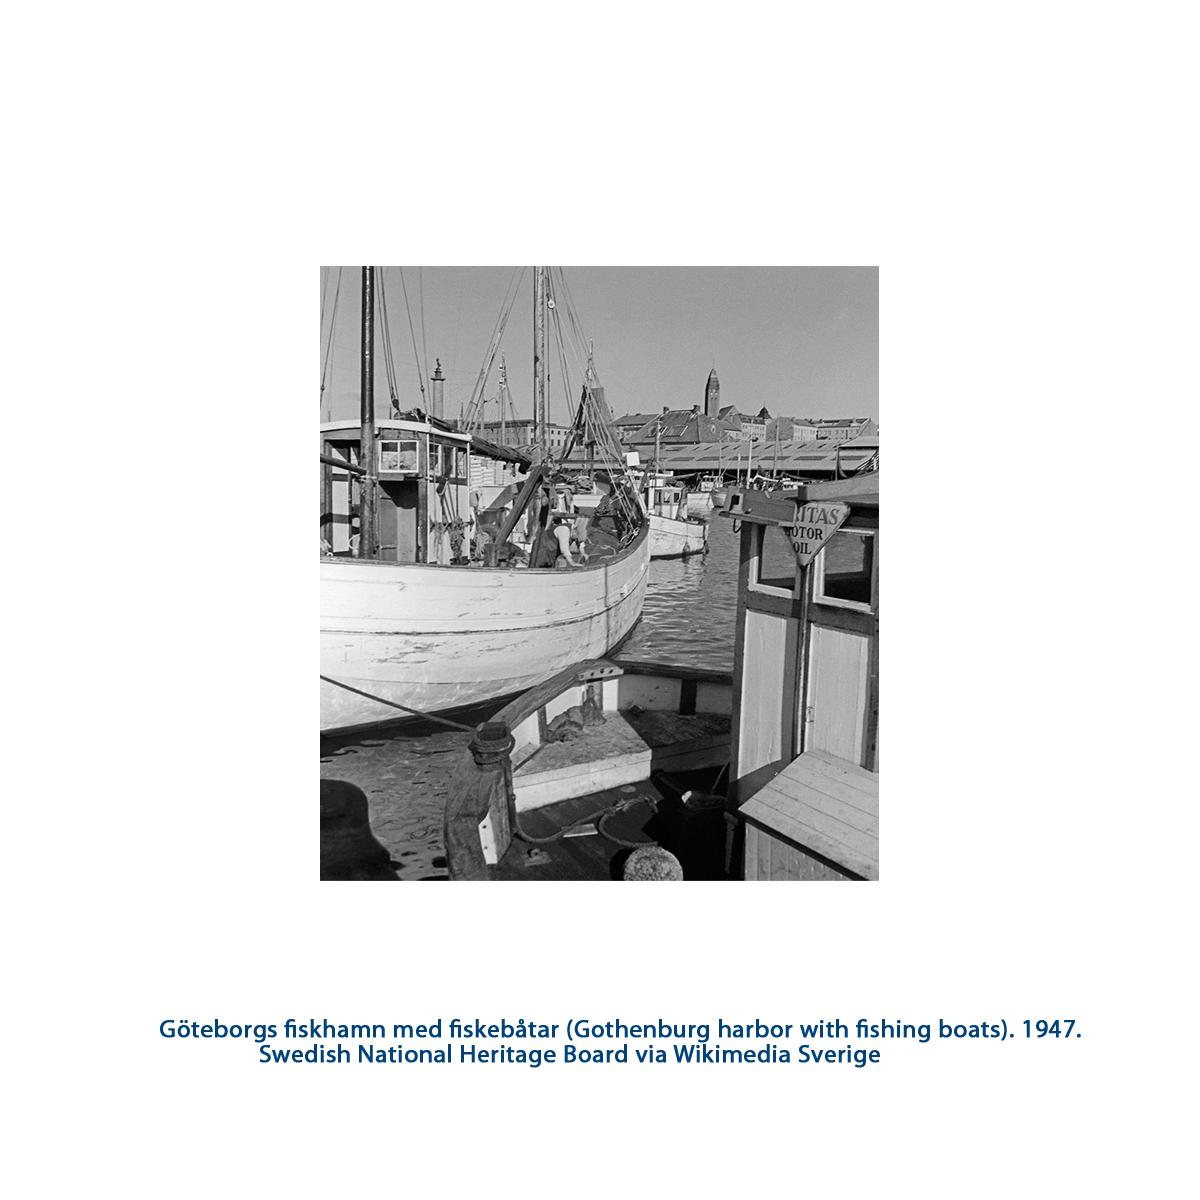 ITAS
OTOR
OIL
Göteborgs fiskhamn med fiskebåtar (Gothenburg harbor with fishing boats). 1947.
Swedish National Heritage Board via Wikimedia Sverige